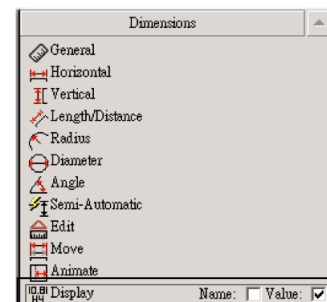 Dimensions
General
Horizontal
Vertical
Length/Distance
Radius
Diameter
Angle
Semi-Automatic
Edit
Move
Animate
Display Name: Value: